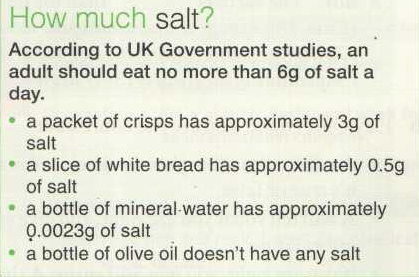 How much salt?
According to UK Government studies, an
adult should eat no more than 6g of salt a
day.
• a packet of crisps has approximately 3g of
salt
• a slice of white bread has approximately 0.5g
of salt
• a bottle of mineral water has approximately
0.0023g of salt
• a bottle of olive oil doesn't have any salt